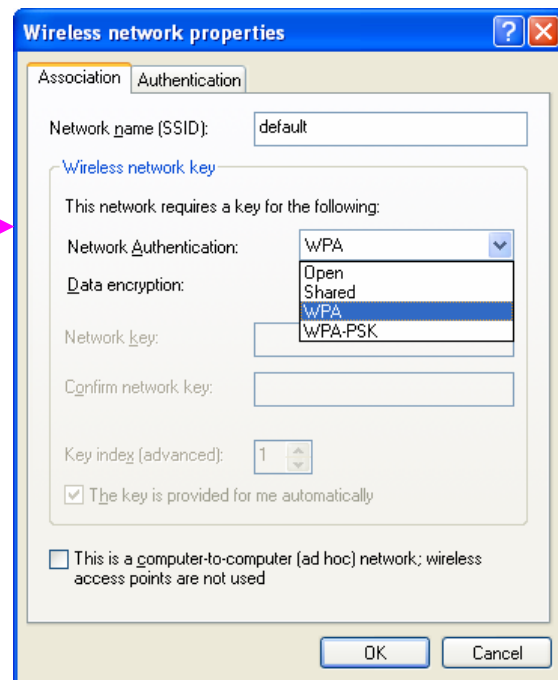 Wireless network properties
Association Authentication
Network name (SSID): default
Wireless network key
This network requires a key for the following:
Network Authentication: WPA
Open
Data encryption:
Shared
WPA
WPA-PSK
Network key:
Confirm network key:
Key index (advanced): 1
The key is provided for me automatically
This is a computer-to-computer (ad hoc) network; wireless
access points are not used
OK Cancel